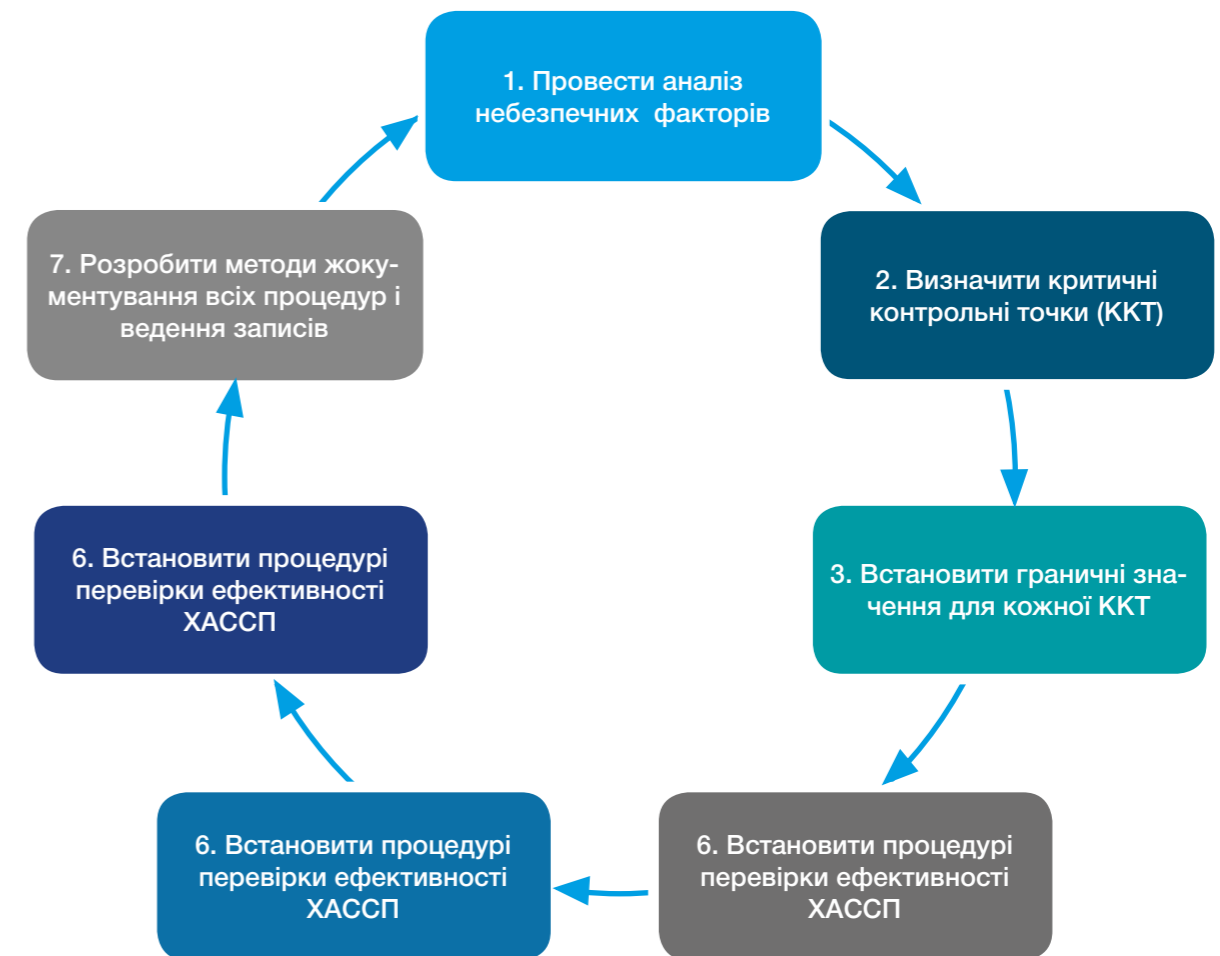 1. Провести аналіз
небезпечних факторів
2. Визначити критичні
контрольні точки (ККТ)
3. Встановити граничні зна-
чення для кожної ККТ
6. Встановити процедурі
перевірки ефективності
ХАССП
6. Встановити процедурі
перевірки ефективності
ХАССП
6. Встановити процедурі
перевірки ефективності
ХАССП
7. Розробити методи жоку-
ментування всіх процедур і
ведення записів